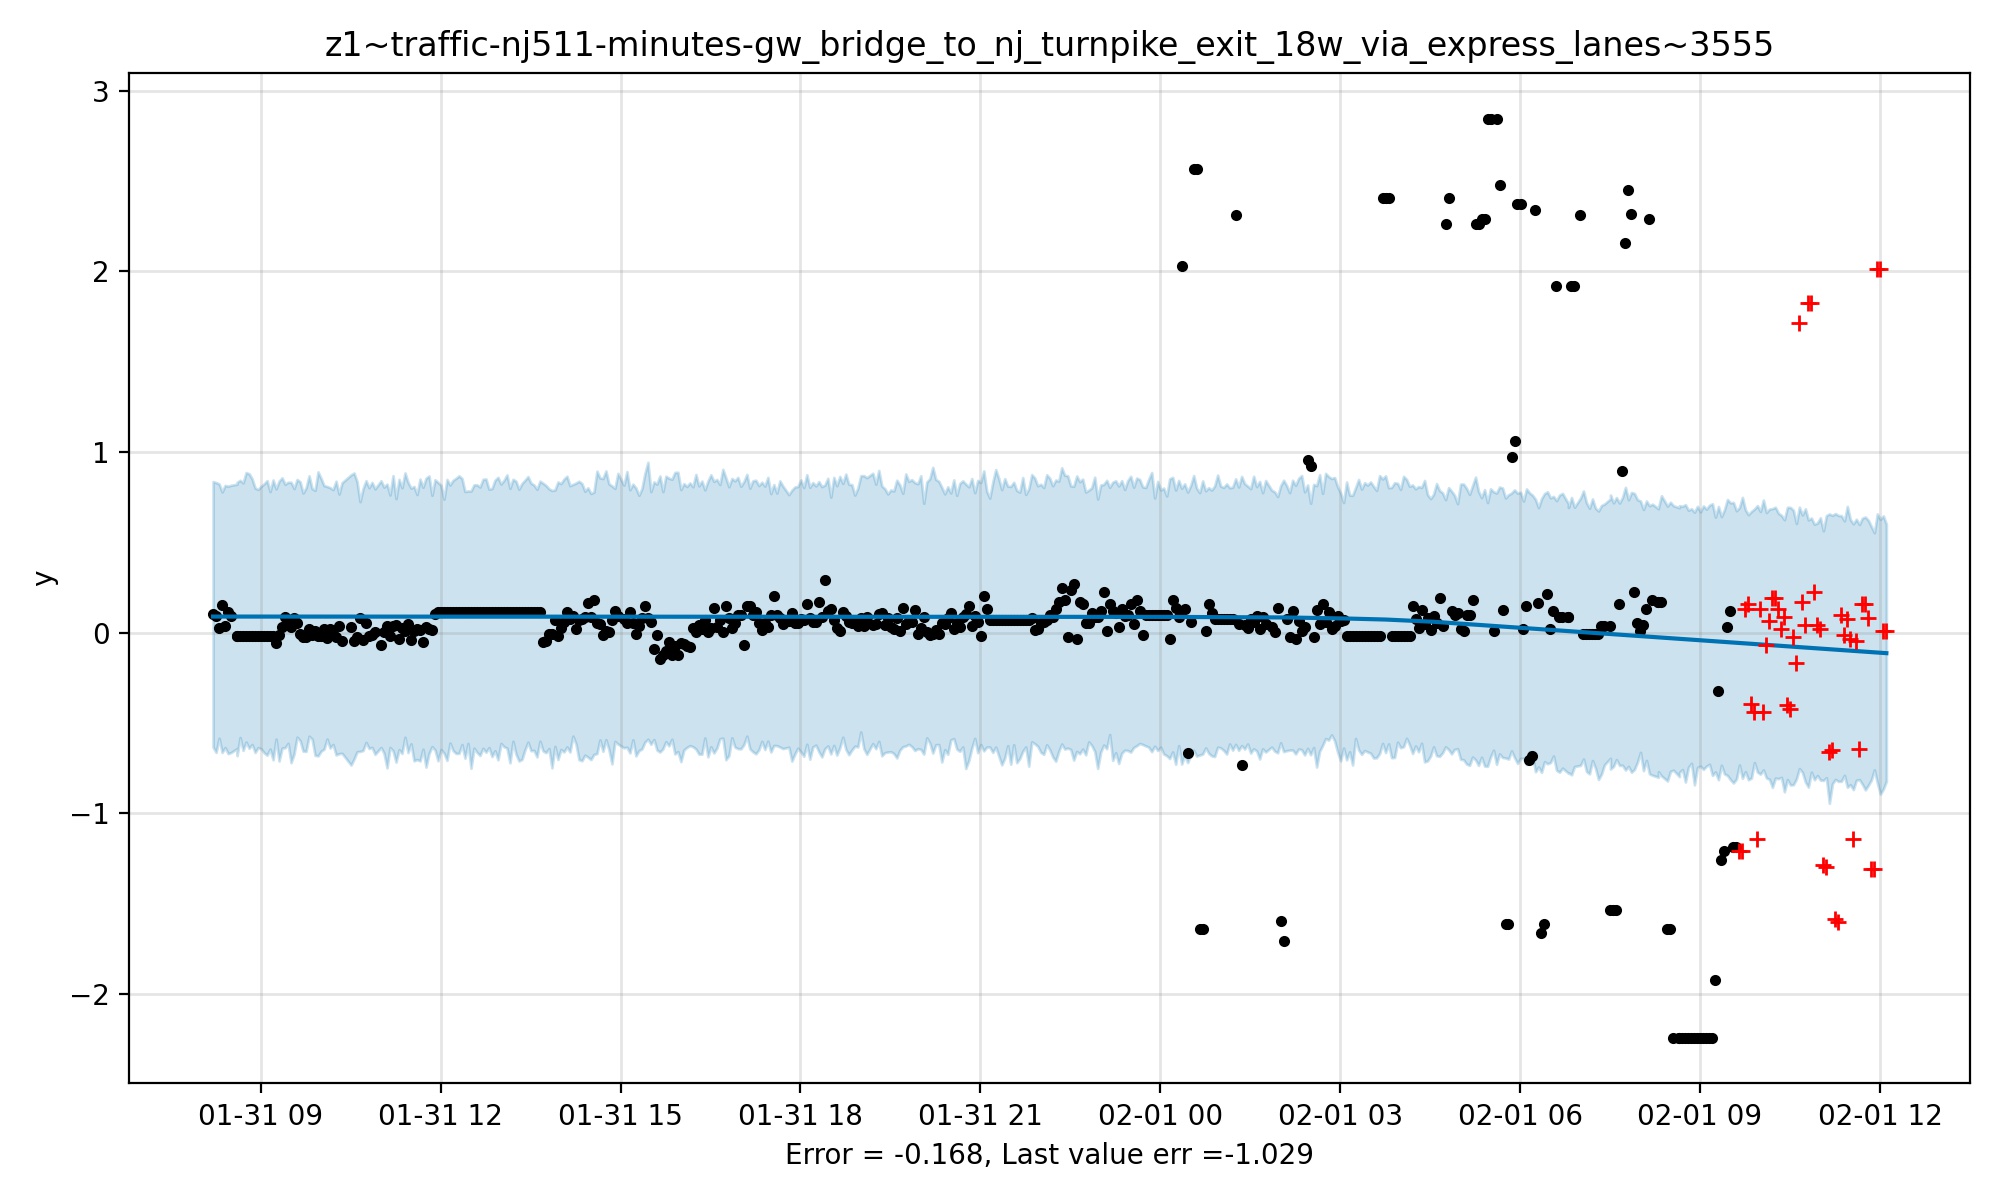 z1~traffic-nj511-minutes-gw_bridge_to_nj_turnpike_exit_18w_via_express_lanes~3555
3
2
1
0
−1
−2
y
01-31 09 01-31 12 01-31 15 01-31 18 01-31 21 02-01 00 02-01 03 02-01 06 02-01 09 02-01 12
Error = -0.168, Last value err =-1.029